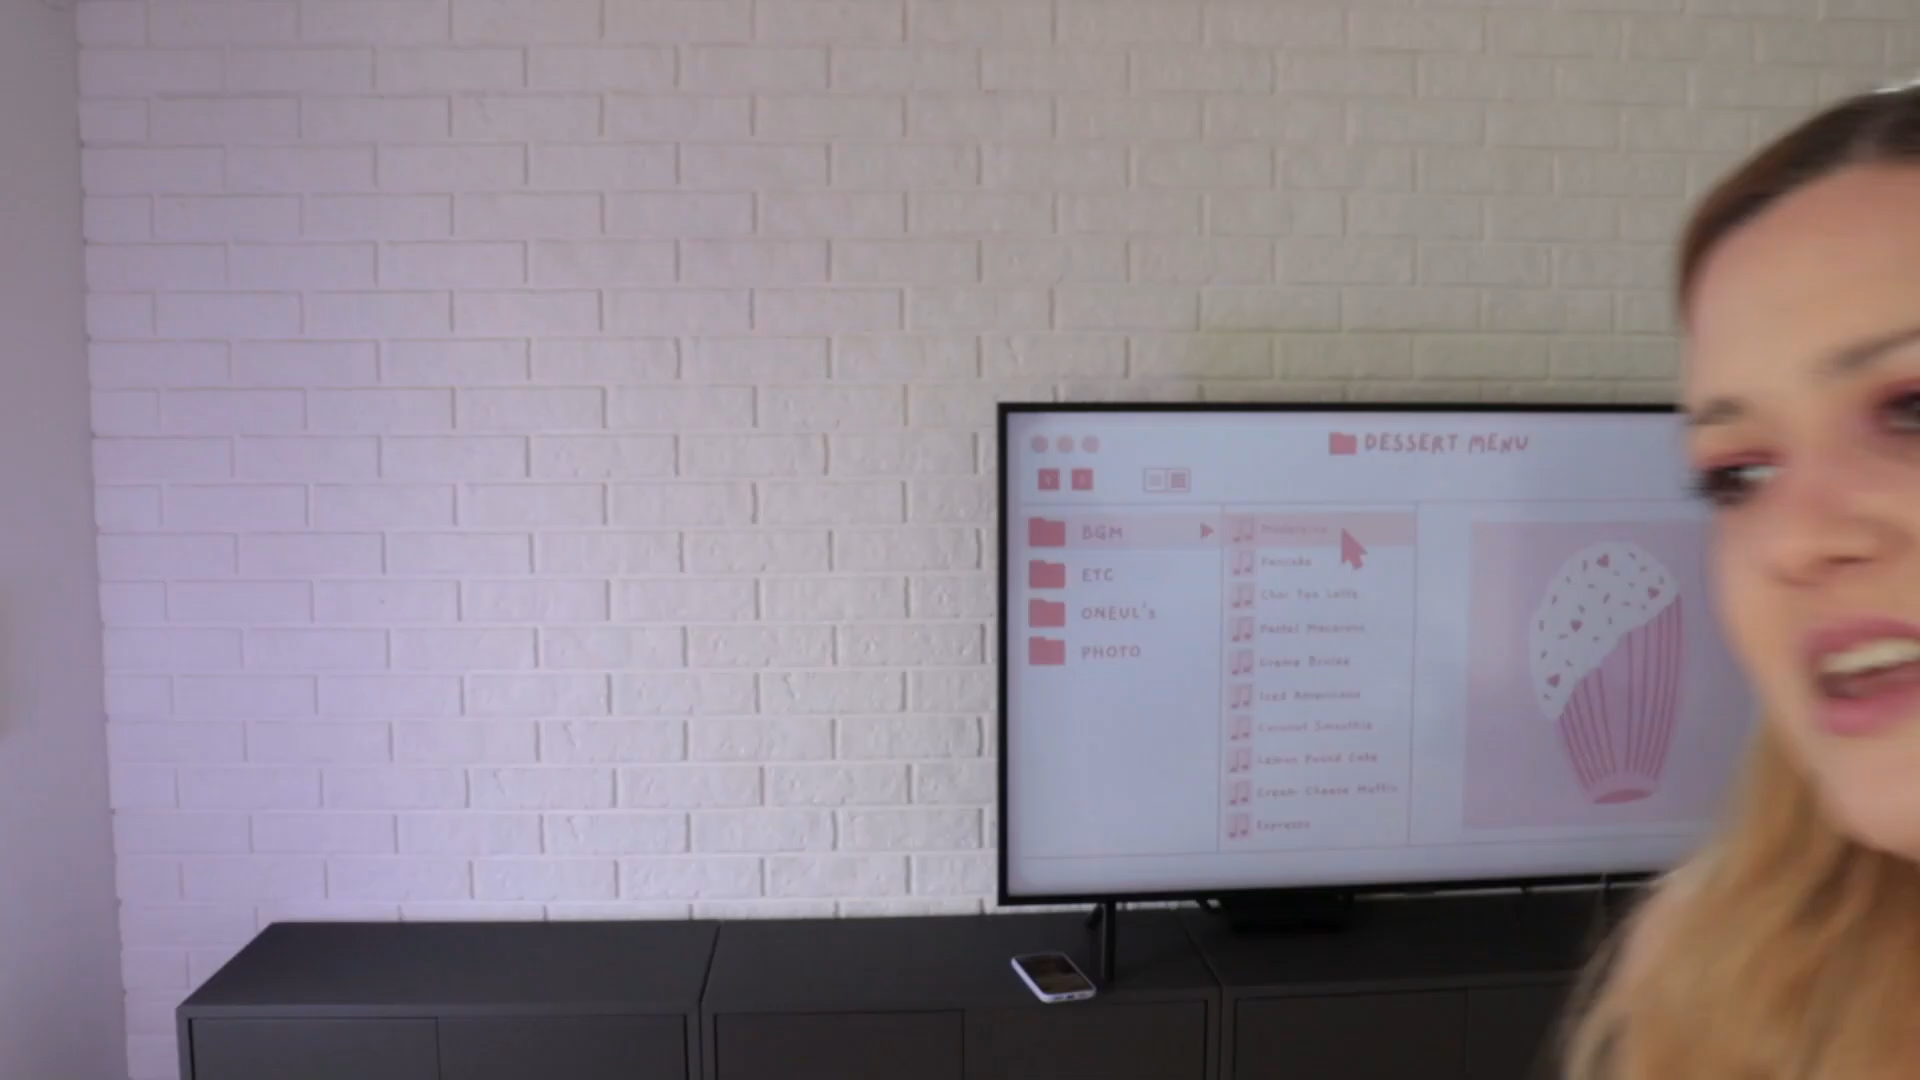 DESSERT MENU
BGM
ETC
ONEUL's
PHOTO
Pancake
Chai Tea Latte
Pastel Macarons
Creme Brulee
Iced Americano
Coconut Smoothie
Lemon Pound Cake
Cream Cheese Muffin
Espresso